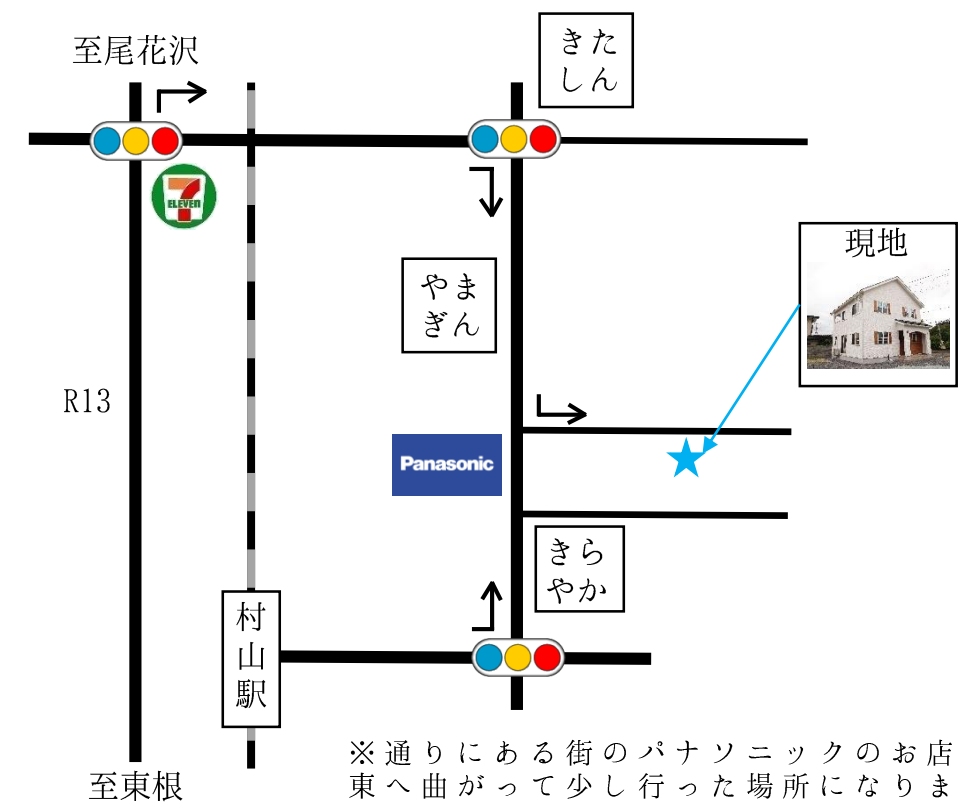 至尾花沢
きた
しん
7
ELEVEN
現地
やま
ぎん
R13
Panasonic
きら
やか
村
山
駅
※通りにある街のパナソニックのお店
東へ曲がって少し行った場所になりま
至東根